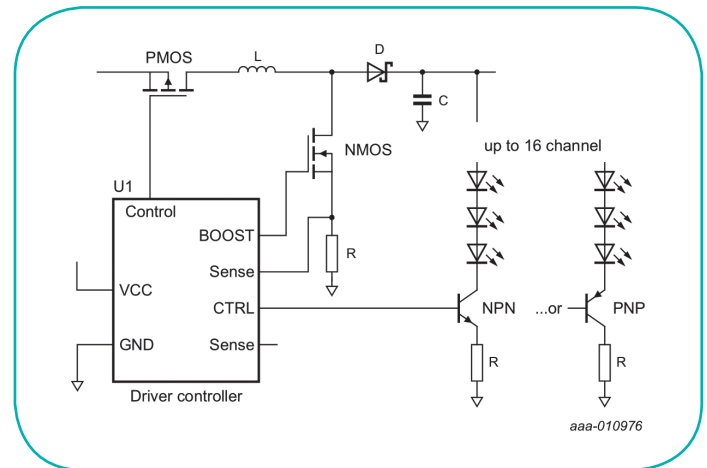 PMOS
L
D
C
NMOS
up to 16 channel
U1
Control
BOOST
R
Sense
VCC
CTRL
NPN
...or
PNP
GND
Sense
R
R
Driver controller
aaa-010976